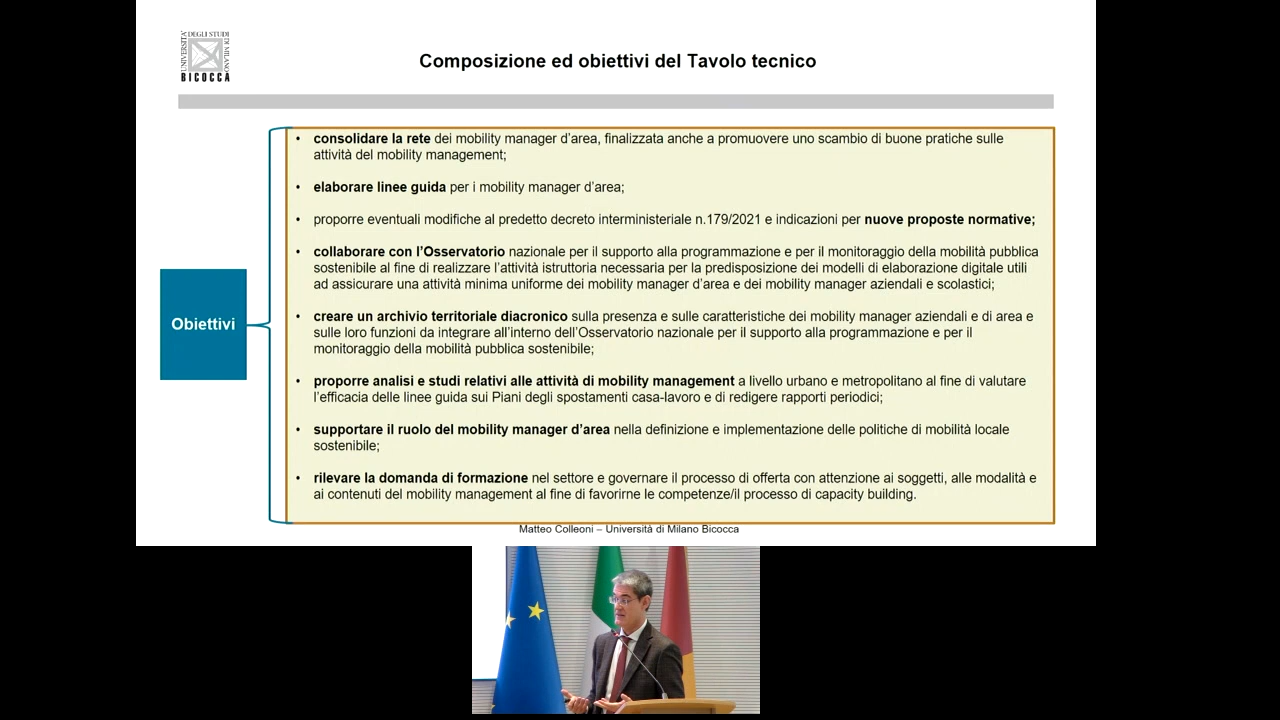 UNIVERSITA'
DEGLI STUDI
DI MILANO
BICOCCA
Composizione ed obiettivi del Tavolo tecnico
Obiettivi
• consolidare la rete dei mobility manager d’area, finalizzata anche a promuovere uno scambio di buone pratiche sulle
attività del mobility management;
• elaborare linee guida per i mobility manager d’area;
• proporre eventuali modifiche al predetto decreto interministeriale n.179/2021 e indicazioni per nuove proposte normative;
• collaborare con l’Osservatorio nazionale per il supporto alla programmazione e per il monitoraggio della mobilità pubblica
sostenibile al fine di realizzare l’attività istruttoria necessaria per la predisposizione dei modelli di elaborazione digitale utili
ad assicurare una attività minima uniforme dei mobility manager d’area e dei mobility manager aziendali e scolastici;
• creare un archivio territoriale diacronico sulla presenza e sulle caratteristiche dei mobility manager aziendali e di area e
sulle loro funzioni da integrare all’interno dell’Osservatorio nazionale per il supporto alla programmazione e per il
monitoraggio della mobilità pubblica sostenibile;
• proporre analisi e studi relativi alle attività di mobility management a livello urbano e metropolitano al fine di valutare
l’efficacia delle linee guida sui Piani degli spostamenti casa-lavoro e di redigere rapporti periodici;
• supportare il ruolo del mobility manager d’area nella definizione e implementazione delle politiche di mobilità locale
sostenibile;
• rilevare la domanda di formazione nel settore e governare il processo di offerta con attenzione ai soggetti, alle modalità e
ai contenuti del mobility management al fine di favorirne le competenze/il processo di capacity building.
Matteo Colleoni – Università di Milano Bicocca